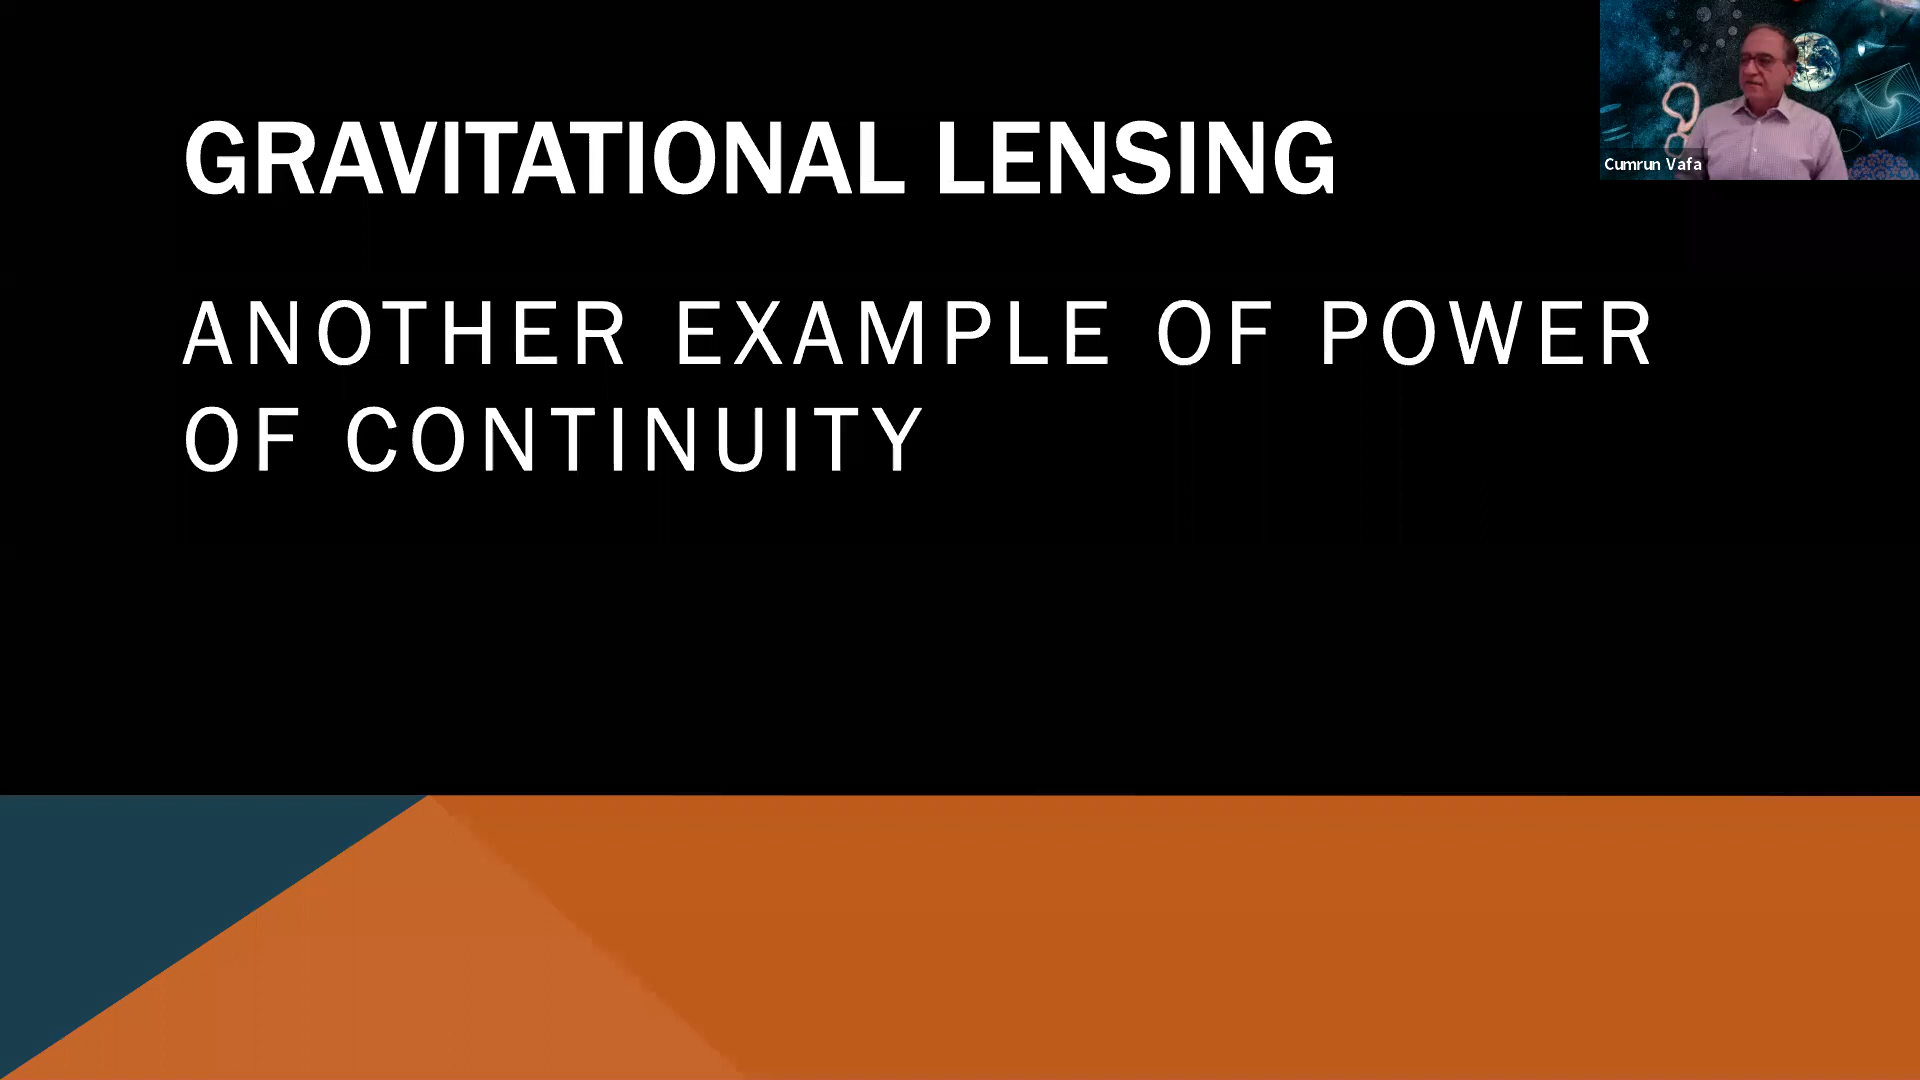 GRAVITATIONAL LENSING
ANOTHER EXAMPLE OF POWER
OF CONTINUITY
Cumrun Vafa